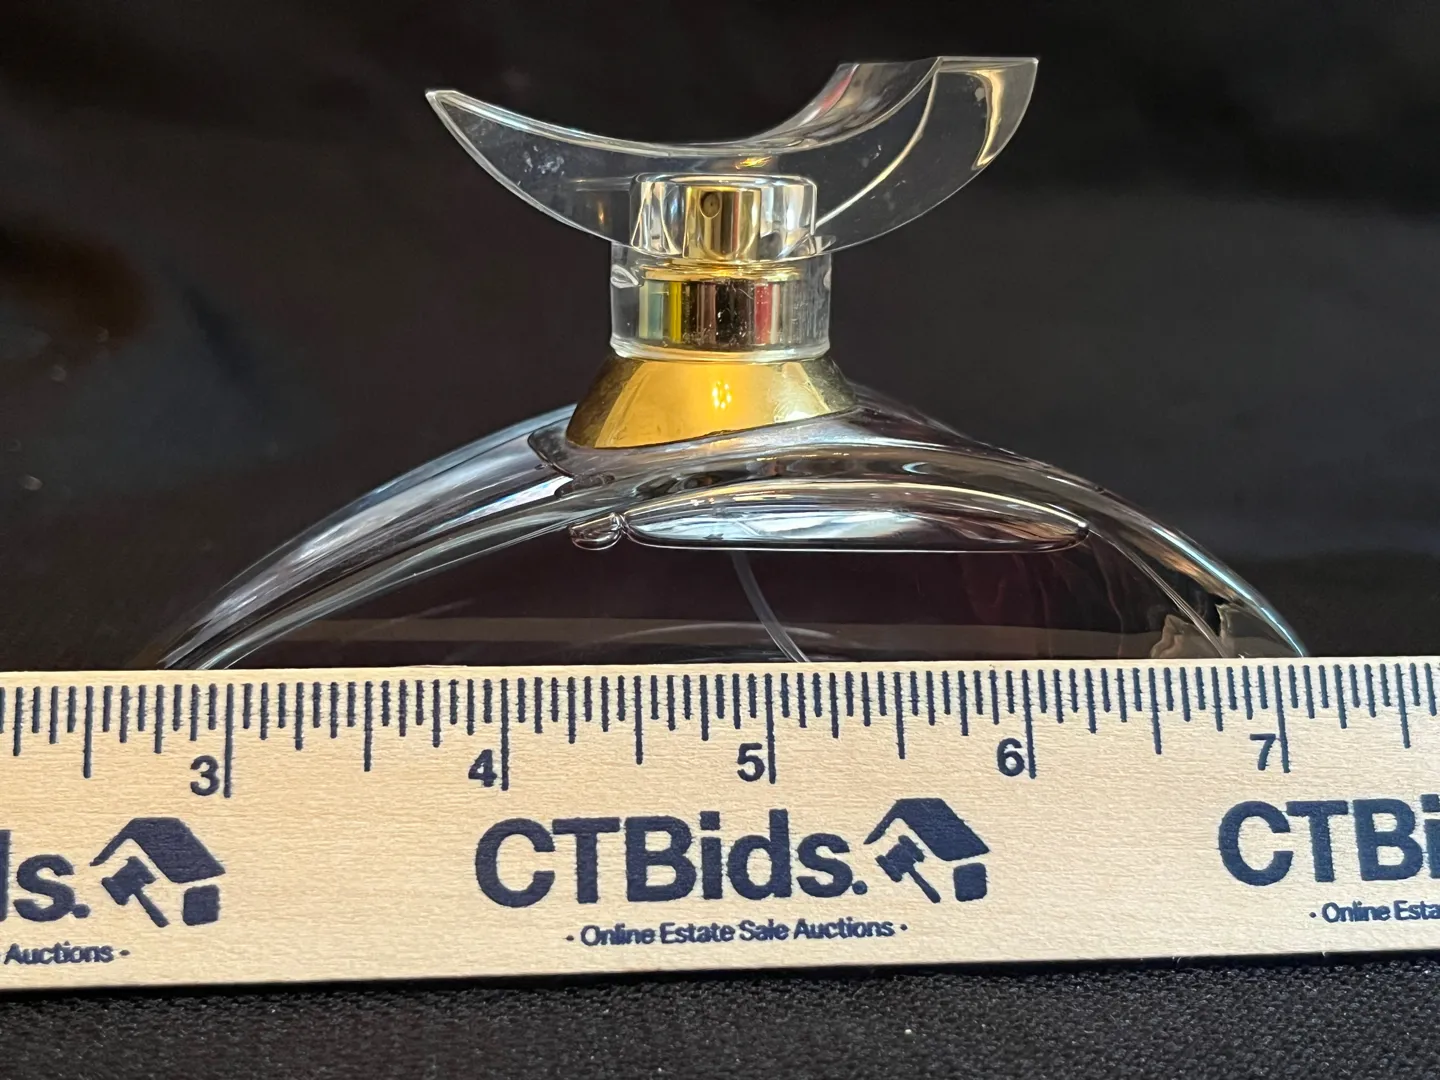 3 4 5 6 7
ds. CTBids. CTBi
Auctions · · Online Estate Sale Auctions · · Online Esta